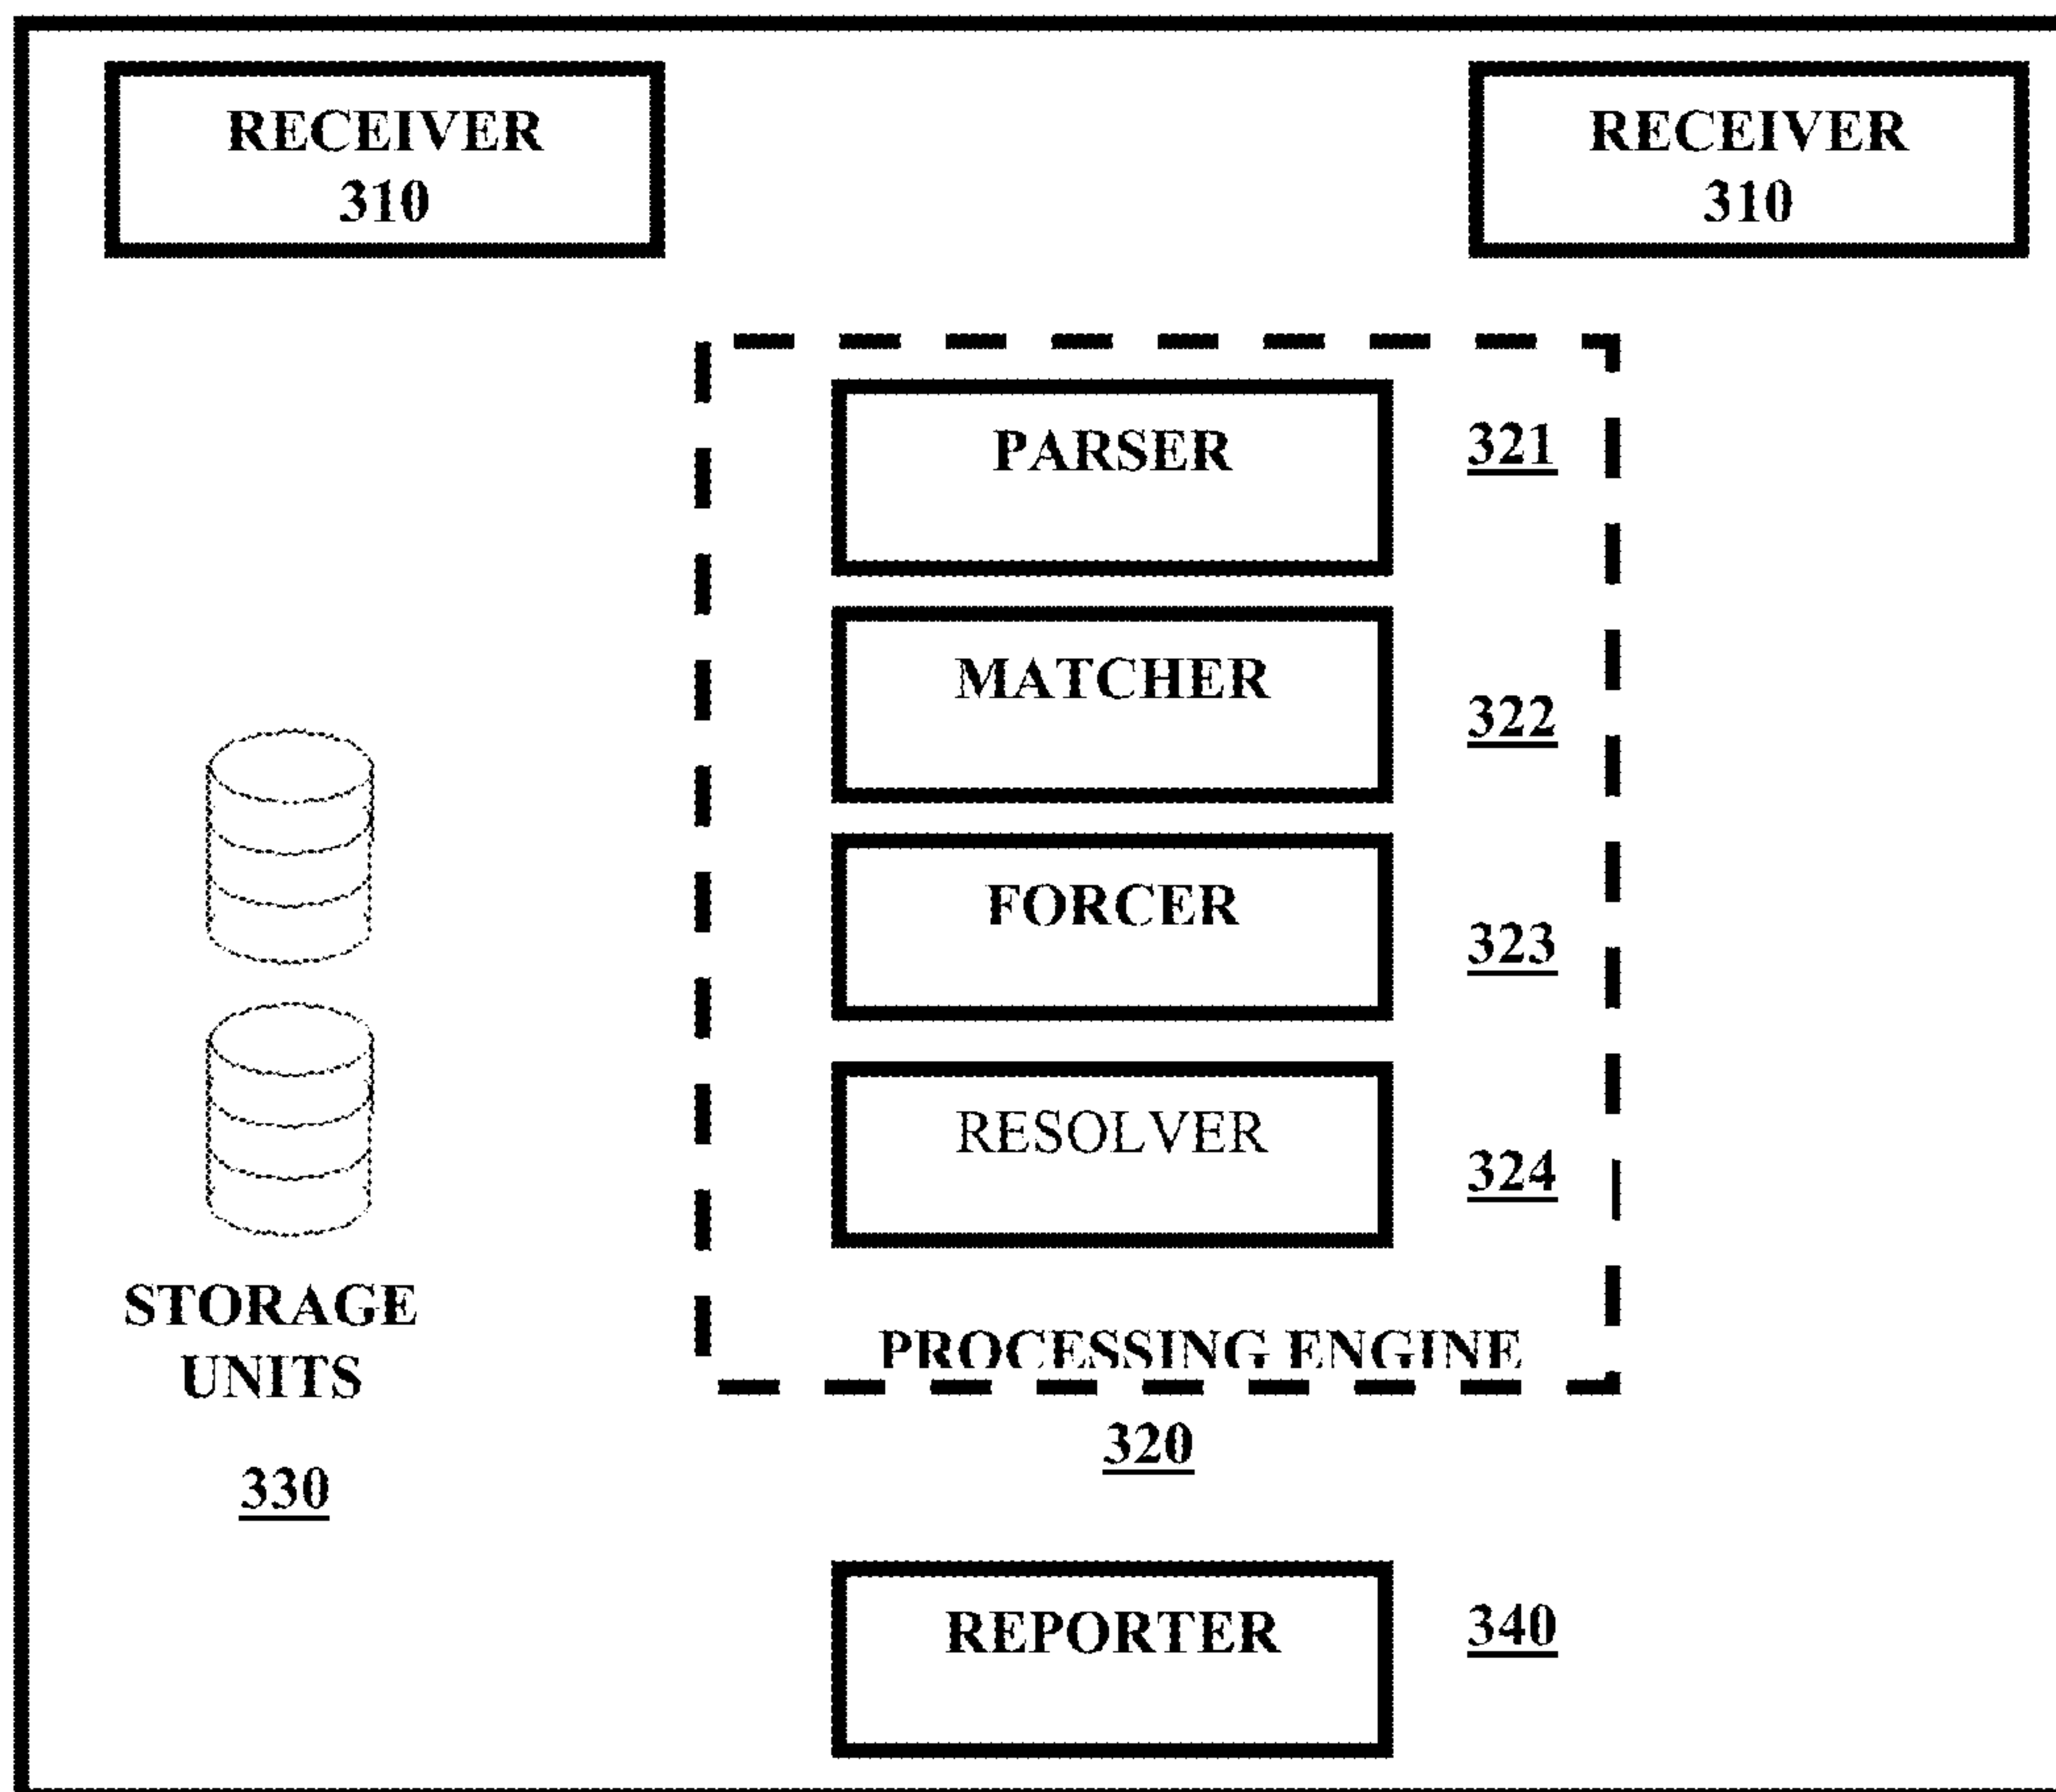 RECEIVER
310
RECEIVER
310
PARSER
321
MATCHER
322
FORCER
323
RESOLVER
324
PROCESSING ENGINE
320
STORAGE
UNITS
330
REPORTER
340